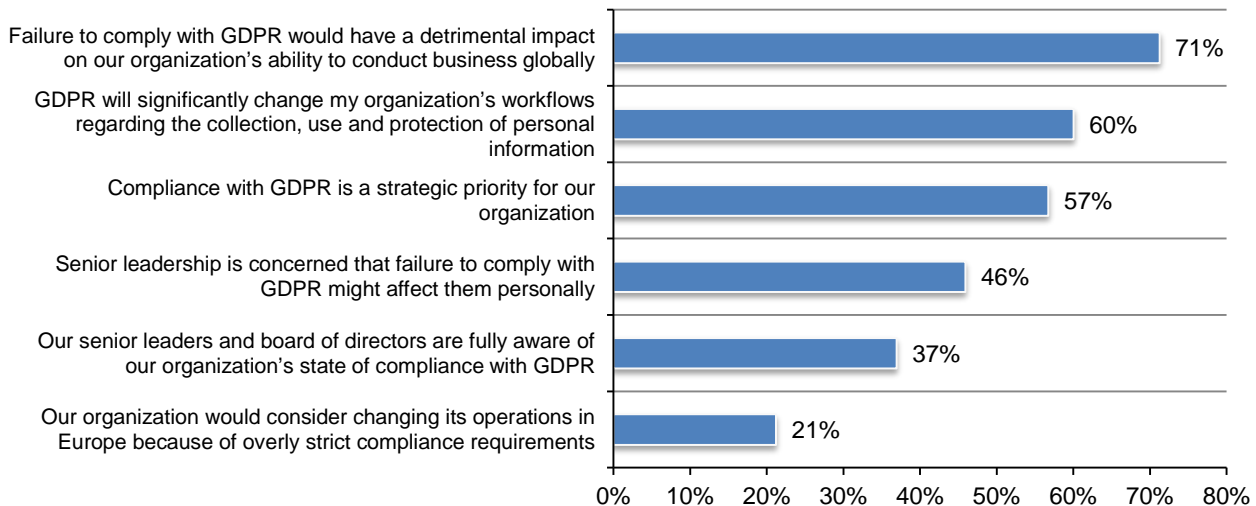 Failure to comply with GDPR would have a detrimental impact
on our organization’s ability to conduct business globally
71%
GDPR will significantly change my organization’s workflows
regarding the collection, use and protection of personal
information
60%
Compliance with GDPR is a strategic priority for our
organization
57%
Senior leadership is concerned that failure to comply with
GDPR might affect them personally
46%
Our senior leaders and board of directors are fully aware of
our organization’s state of compliance with GDPR
37%
Our organization would consider changing its operations in
Europe because of overly strict compliance requirements
21%
0% 10% 20% 30% 40% 50% 60% 70% 80%